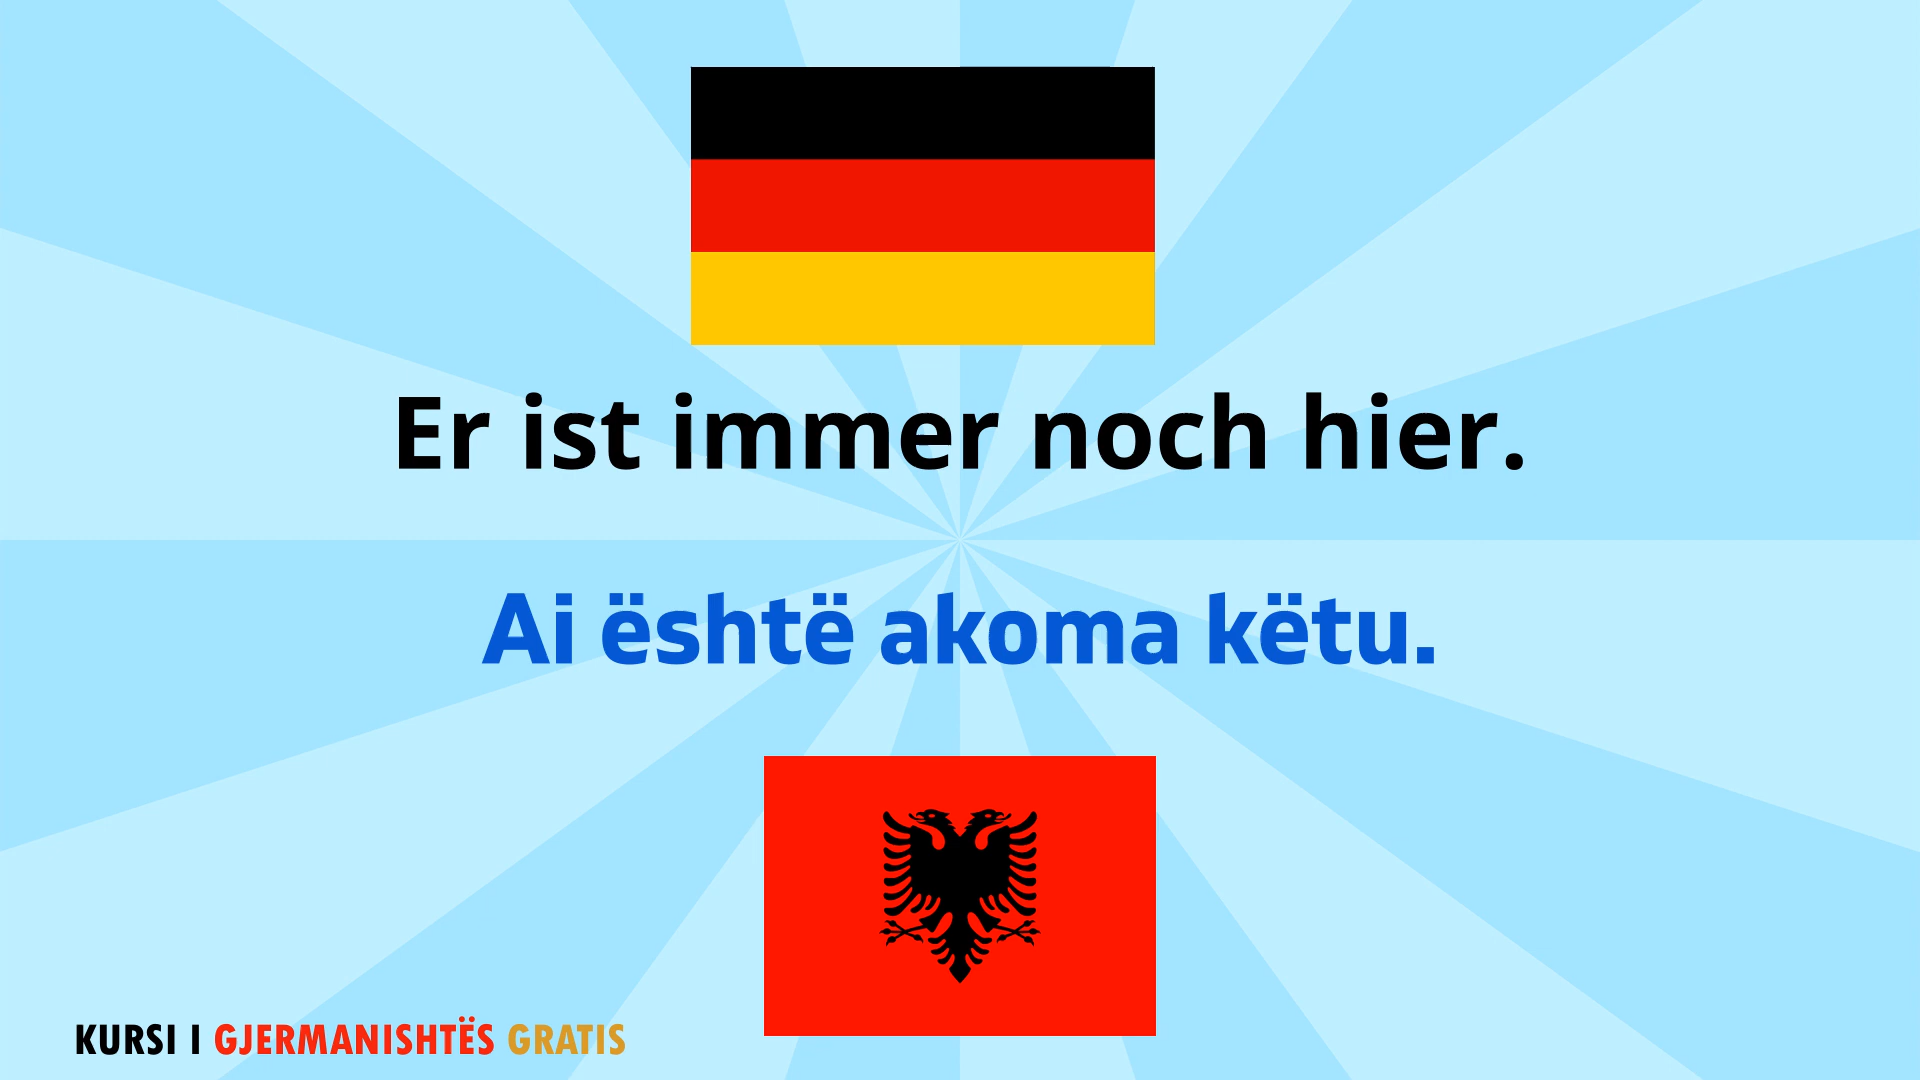 Er ist immer noch hier.
Ai është akoma këtu.
KURSI I GJERMANISHTËS GRATIS